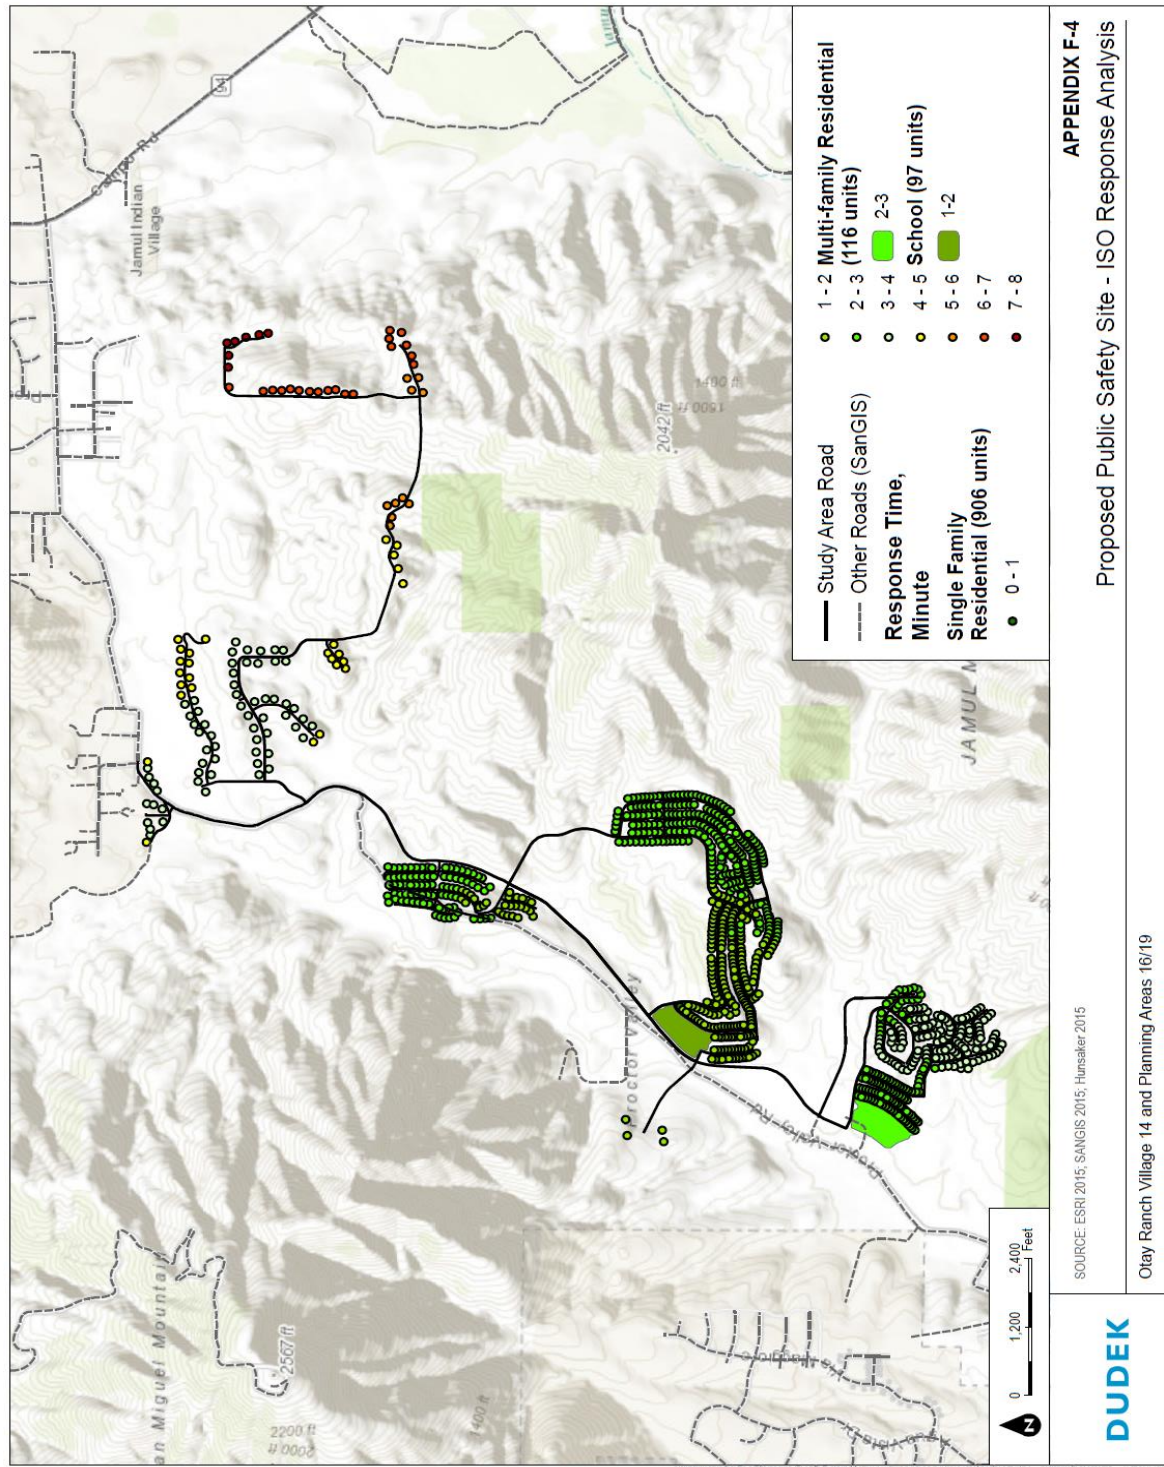 Campo Rd
94
Jamul Indian
Village
Jamu
an Miguel Mountain
2567 ft
2200 ft
2000 ft
1400 ft
2042 ft
1500 ft
Proctor Valley
Proctor Valley Rd
JAMUL M
Study Area Road
Other Roads (SanGIS)
Response Time,
Minute
Single Family
Residential (906 units)
0 - 1
1 - 2
2 - 3
3 - 4
4 - 5
5 - 6
6 - 7
7 - 8
Multi-family Residential
(116 units)
2-3
School (97 units)
1-2
N
0 1,200 2,400
Feet
DUDEK
SOURCE: ESRI 2015; SANGIS 2015; Hunsaker 2015
Otay Ranch Village 14 and Planning Areas 16/19
APPENDIX F-4
Proposed Public Safety Site - ISO Response Analysis